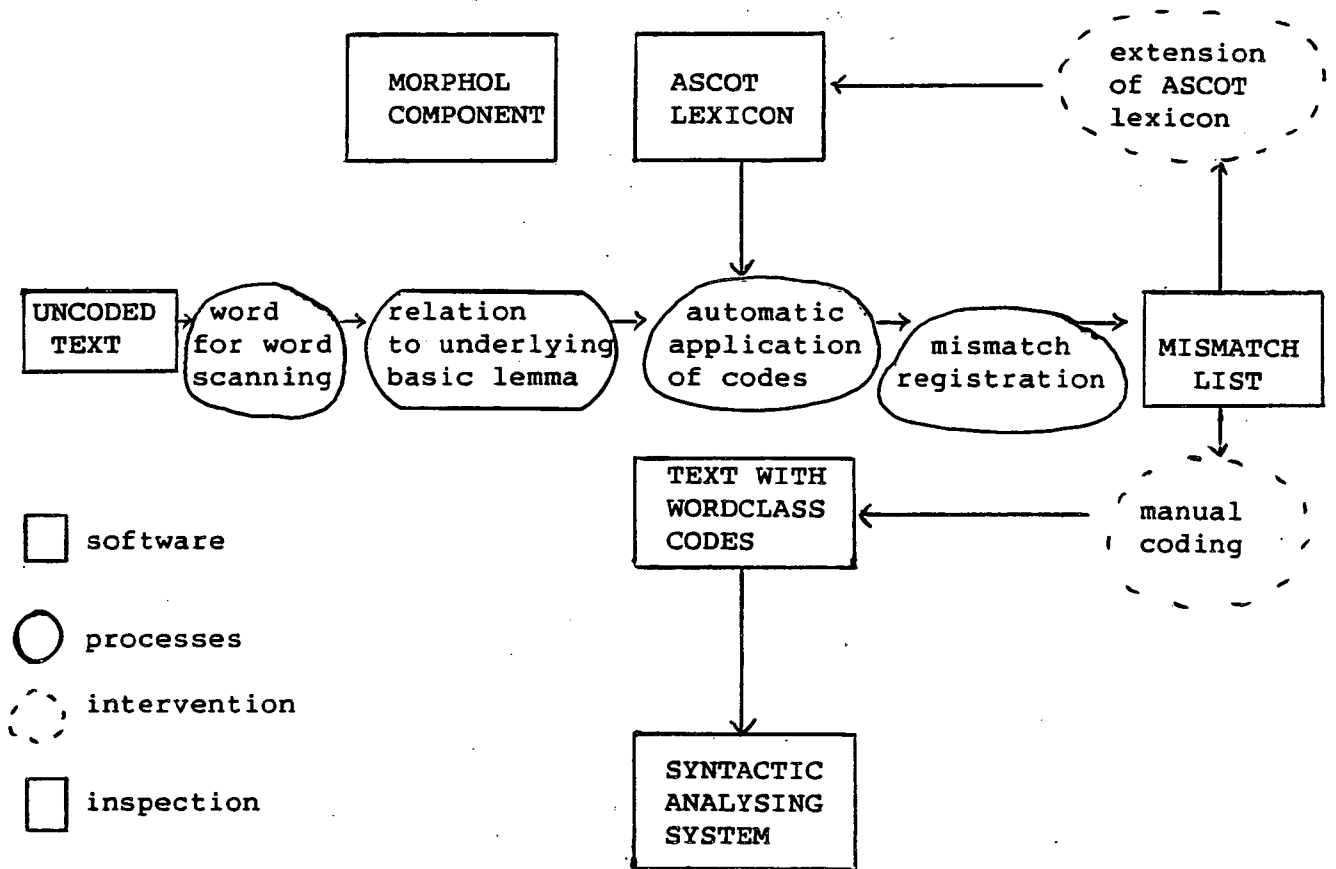 MORPHOL
COMPONENT
ASCOT
LEXICON
extension
of ASCOT
lexicon
UNCODED
TEXT
word
for word
scanning
relation
to underlying
basic lemma
automatic
application
of codes
mismatch
registration
MISMATCH
LIST
TEXT WITH
WORDCLASS
CODES
manual
coding
software
processes
intervention
inspection
SYNTACTIC
ANALYSING
SYSTEM